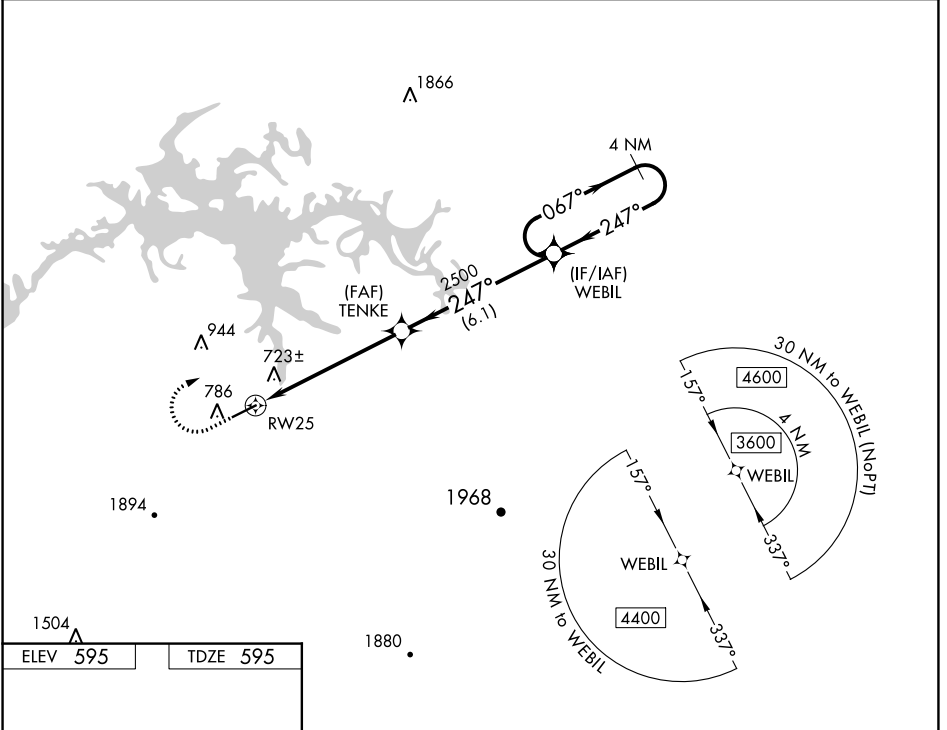 1866
4 NM
067°
247°
(IF/IAF)
WEBIL
2500
247°
(6.1)
(FAF)
TENKE
944
723±
786
RW25
30 NM to WEBIL (NoPT)
4600
157°
4 NM
3600
WEBIL
337°
1894
1968
157°
WEBIL
30 NM to WEBIL
4400
337°
1504
1880
ELEV 595
TDZE 595